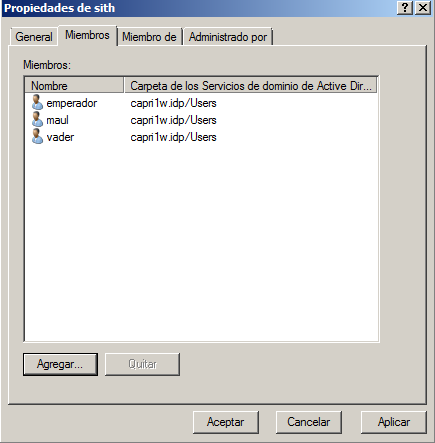 Propiedades de sith
General Miembros Miembro de Administrado por
Miembros:
Nombre Carpeta de los Servicios de dominio de Active Dir...
emperador capri1w.idp/Users
maul capri1w.idp/Users
vader capri1w.idp/Users
Agregar... Quitar
Aceptar Cancelar Aplicar